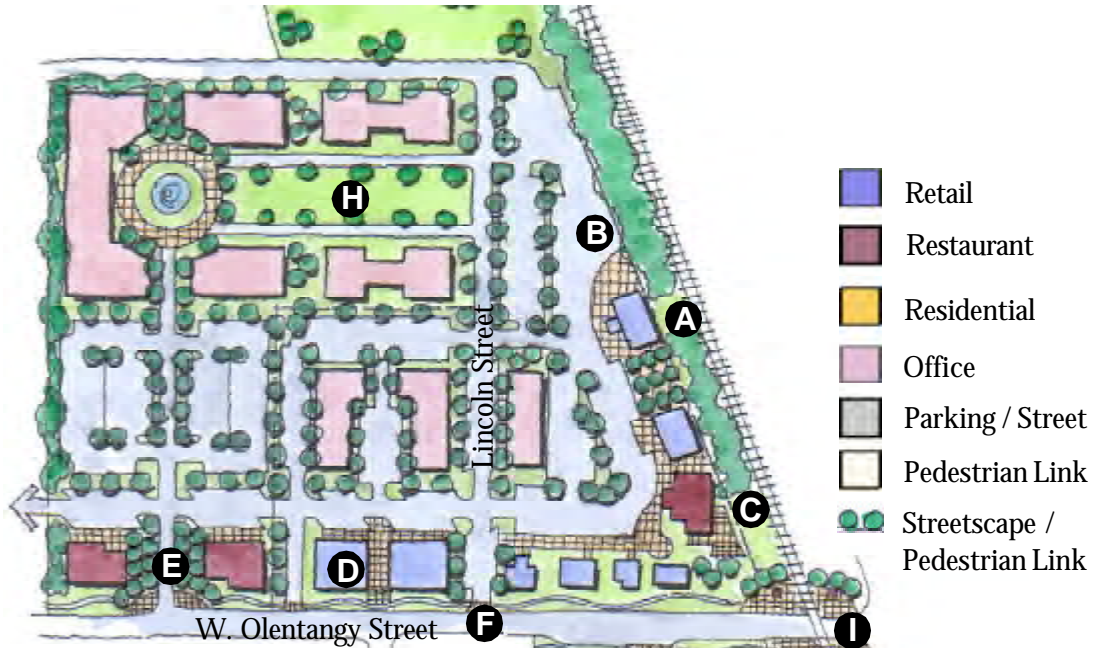 H
B
A
Lincoln Street
C
D
E
F
I
W. Olentangy Street
Retail
Restaurant
Residential
Office
Parking / Street
Pedestrian Link
Streetscape /
Pedestrian Link